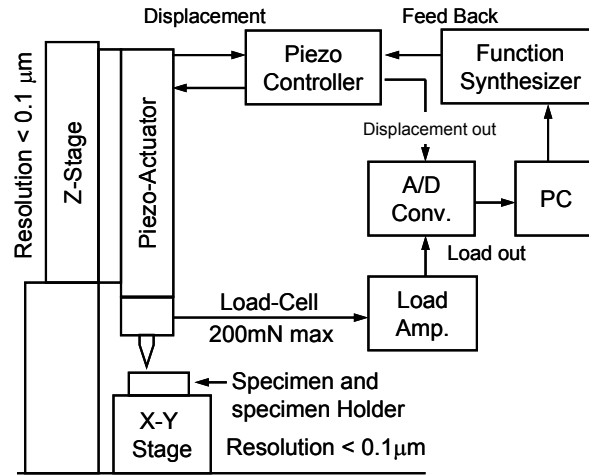 Displacement
Feed Back
Resolution < 0.1 μm
Z-Stage
Piezo-Actuator
Piezo
Controller
Function
Synthesizer
Displacement out
A/D
Conv.
PC
Load out
Load-Cell
200mN max
Load
Amp.
Specimen and
specimen Holder
X-Y
Stage
Resolution < 0.1μm